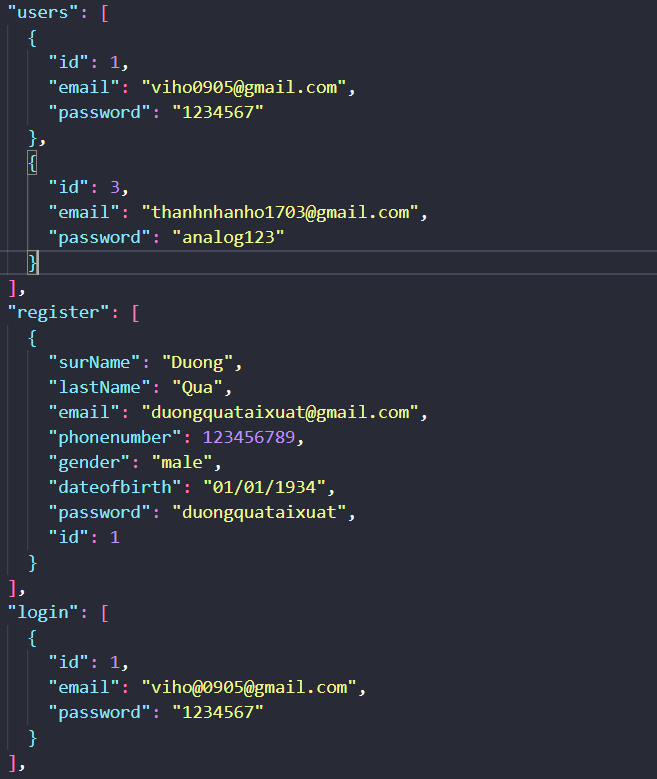 "users": [
{
"id": 1,
"email": "viho0905@gmail.com",
"password": "1234567"
},
{
"id": 3,
"email": "thanhnhanho1703@gmail.com",
"password": "analog123"
}
],
"register": [
{
"surName": "Duong",
"lastName": "Qua",
"email": "duongquataixuat@gmail.com",
"phonenumber": 123456789,
"gender": "male",
"dateofbirth": "01/01/1934",
"password": "duongquataixuat",
"id": 1
}
],
"login": [
{
"id": 1,
"email": "viho@0905@gmail.com",
"password": "1234567"
}
],